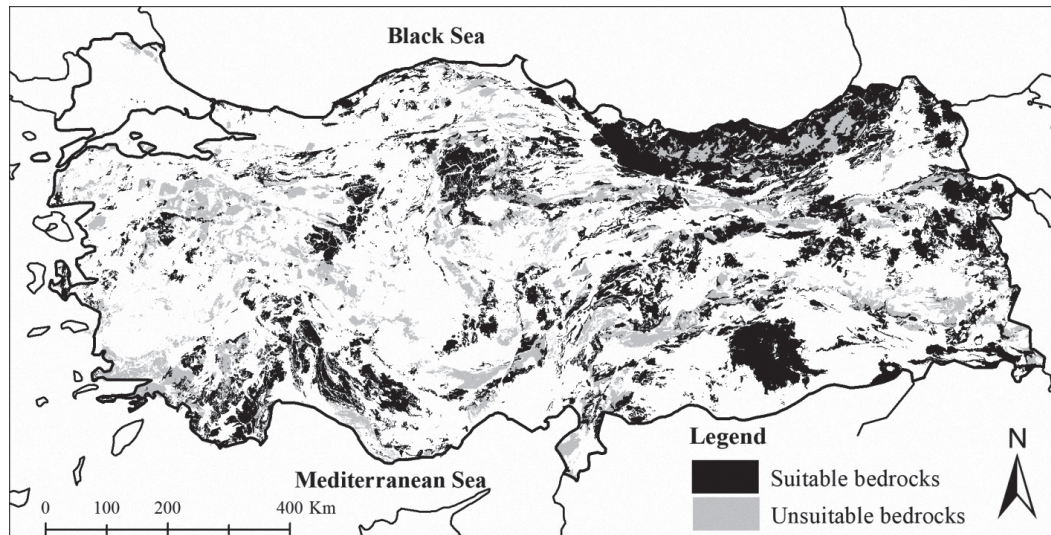 Black Sea
Mediterranean Sea
0 100 200 400 Km
Legend
Suitable bedrocks
Unsuitable bedrocks
N